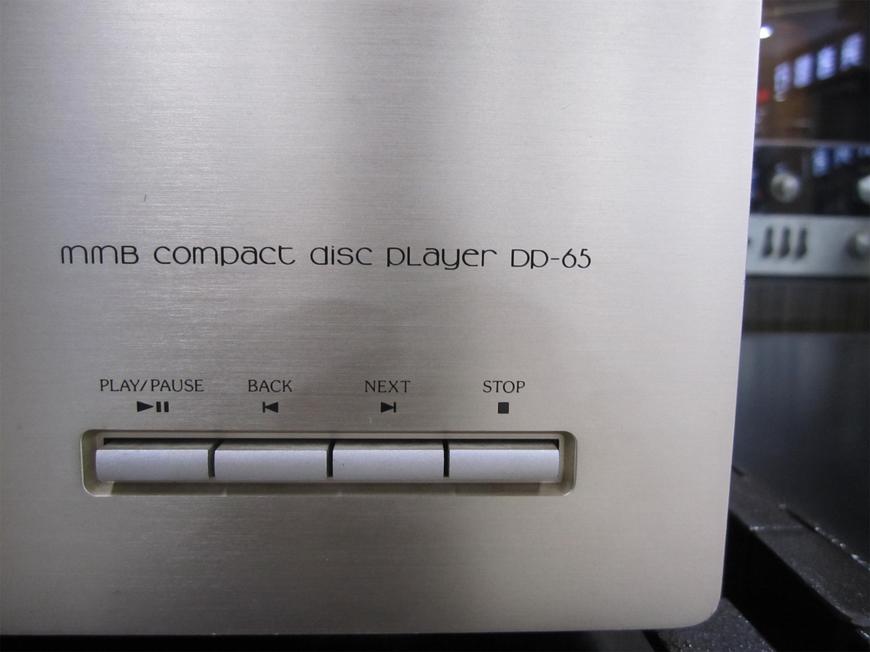 mmB compact disc player DP-65
PLAY/PAUSE BACK NEXT STOP